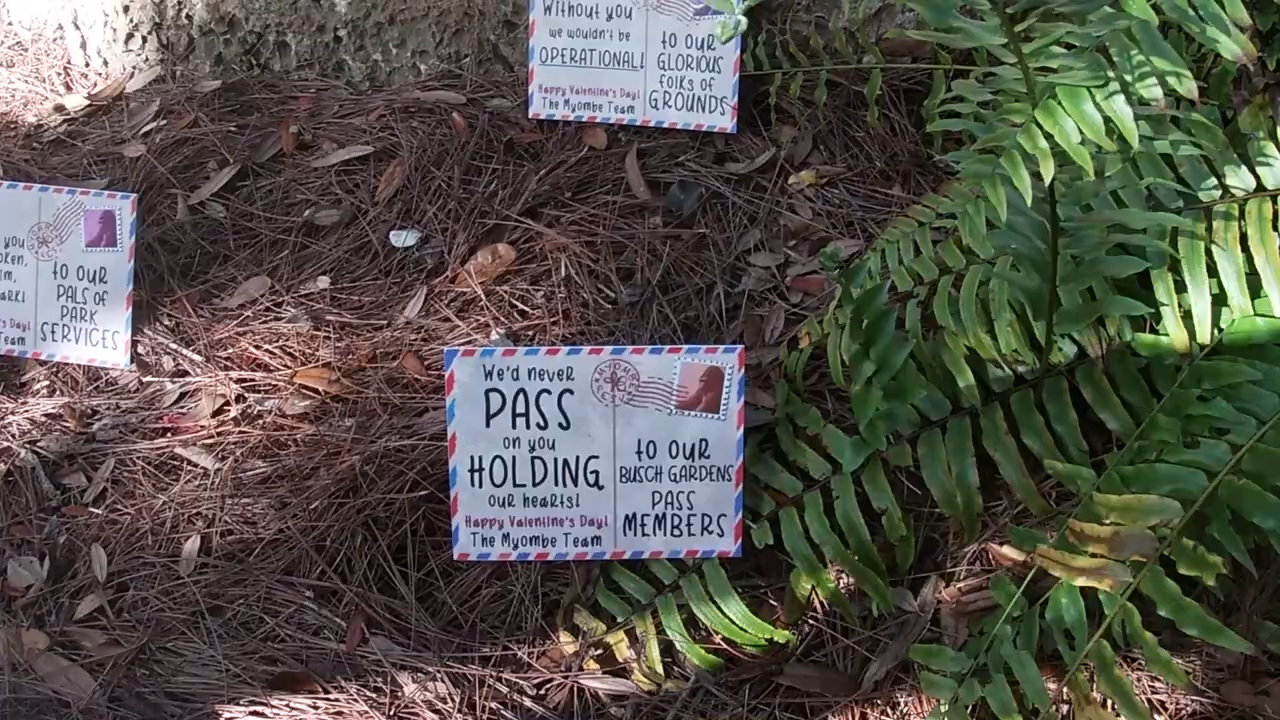 Without you
we wouldn't be
OPERATIONAL!
Happy Valentine's Day!
The Myombe Team
to our
GLORIOUS
folks of
GROUNDS
you
to our
PALS of
PARK
SERVICES
Day!
Team
We'd never
PASS
on you
HOLDING
our hearts!
Happy Valentine's Day!
The Myombe Team
MYOMBE
to our
BUSCH GARDENS
PASS
MEMBERS